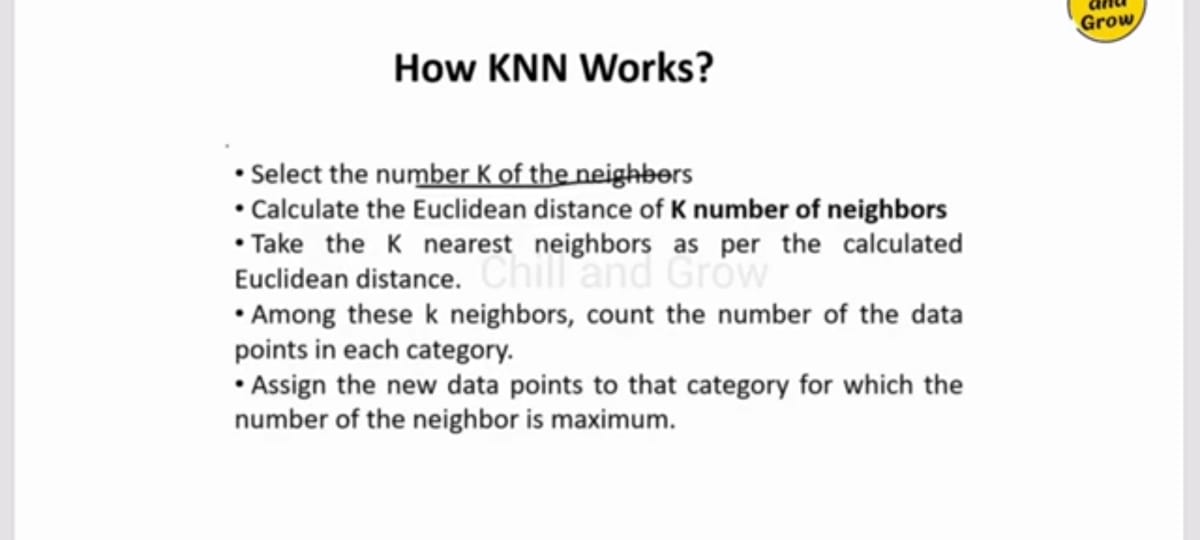 and
Grow
How KNN Works?
• Select the number K of the neighbors
• Calculate the Euclidean distance of K number of neighbors
• Take the K nearest neighbors as per the calculated
Euclidean distance.
Chill and Grow
• Among these k neighbors, count the number of the data
points in each category.
• Assign the new data points to that category for which the
number of the neighbor is maximum.